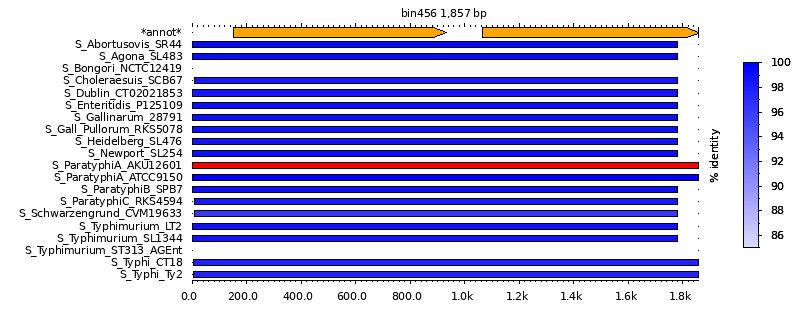 bin456 1,857 bp
*annot*
S_Abortusovis_SR44
S_Agona_SL483
S_Bongori_NCTC12419
S_Choleraesuis_SCB67
S_Dublin_CT02021853
S_Enteritidis_P125109
S_Gallinarum_28791
S_Gall_Pullorum_RKS5078
S_Heidelberg_SL476
S_Newport_SL254
S_ParatyphiA_AKU12601
S_ParatyphiA_ATCC9150
S_ParatyphiB_SPB7
S_ParatyphiC_RKS4594
S_Schwarzengrund_CVM19633
S_Typhimurium_LT2
S_Typhimurium_SL1344
S_Typhimurium_ST313_AGEnt
S_Typhi_CT18
S_Typhi_Ty2
0.0 200.0 400.0 600.0 800.0 1.0k 1.2k 1.4k 1.6k 1.8k
% identity
100
98
96
94
92
90
88
86